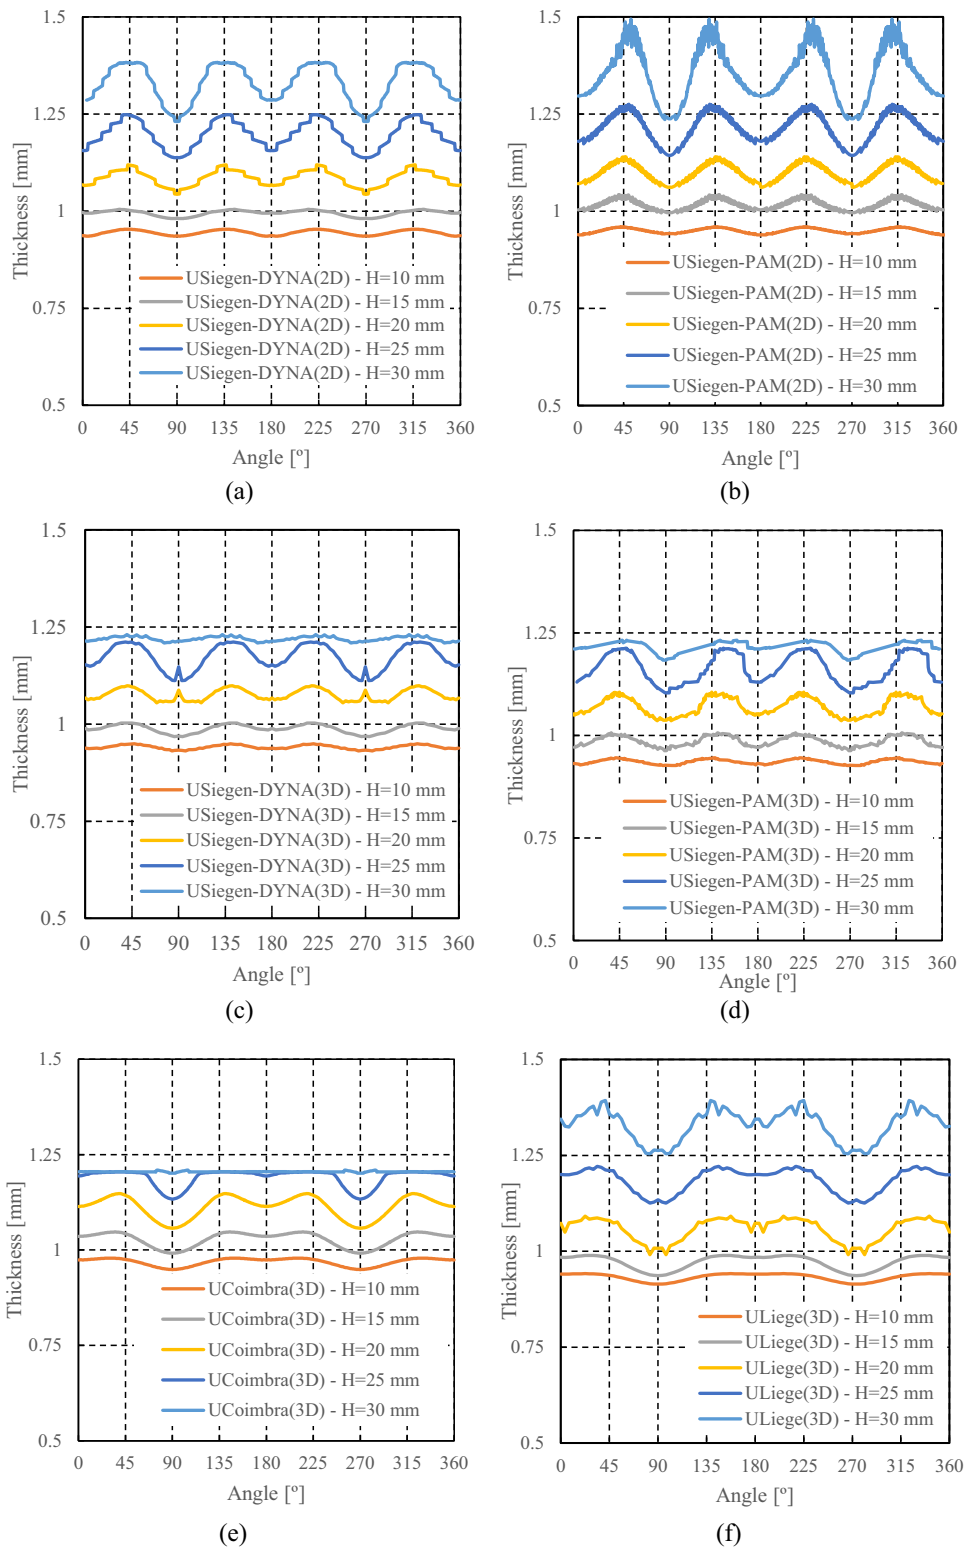 1.5
1.25
1
0.75
0.5
Thickness [mm]
USiegen-DYNA(2D) - H=10 mm
USiegen-DYNA(2D) - H=15 mm
USiegen-DYNA(2D) - H=20 mm
USiegen-DYNA(2D) - H=25 mm
USiegen-DYNA(2D) - H=30 mm
0 45 90 135 180 225 270 315 360
Angle [º]
(a)
1.5
1.25
1
0.75
0.5
Thickness [mm]
USiegen-PAM(2D) - H=10 mm
USiegen-PAM(2D) - H=15 mm
USiegen-PAM(2D) - H=20 mm
USiegen-PAM(2D) - H=25 mm
USiegen-PAM(2D) - H=30 mm
0 45 90 135 180 225 270 315 360
Angle [º]
(b)
1.5
1.25
1
0.75
0.5
Thickness [mm]
USiegen-DYNA(3D) - H=10 mm
USiegen-DYNA(3D) - H=15 mm
USiegen-DYNA(3D) - H=20 mm
USiegen-DYNA(3D) - H=25 mm
USiegen-DYNA(3D) - H=30 mm
0 45 90 135 180 225 270 315 360
Angle [º]
(c)
1.5
1.25
1
0.75
0.5
Thickness [mm]
USiegen-PAM(3D) - H=10 mm
USiegen-PAM(3D) - H=15 mm
USiegen-PAM(3D) - H=20 mm
USiegen-PAM(3D) - H=25 mm
USiegen-PAM(3D) - H=30 mm
0 45 90 135 180 225 270 315 360
Angle [º]
(d)
1.5
1.25
1
0.75
0.5
Thickness [mm]
UCoimbra(3D) - H=10 mm
UCoimbra(3D) - H=15 mm
UCoimbra(3D) - H=20 mm
UCoimbra(3D) - H=25 mm
UCoimbra(3D) - H=30 mm
0 45 90 135 180 225 270 315 360
Angle [º]
(e)
1.5
1.25
1
0.75
0.5
Thickness [mm]
ULiege(3D) - H=10 mm
ULiege(3D) - H=15 mm
ULiege(3D) - H=20 mm
ULiege(3D) - H=25 mm
ULiege(3D) - H=30 mm
0 45 90 135 180 225 270 315 360
Angle [º]
(f)